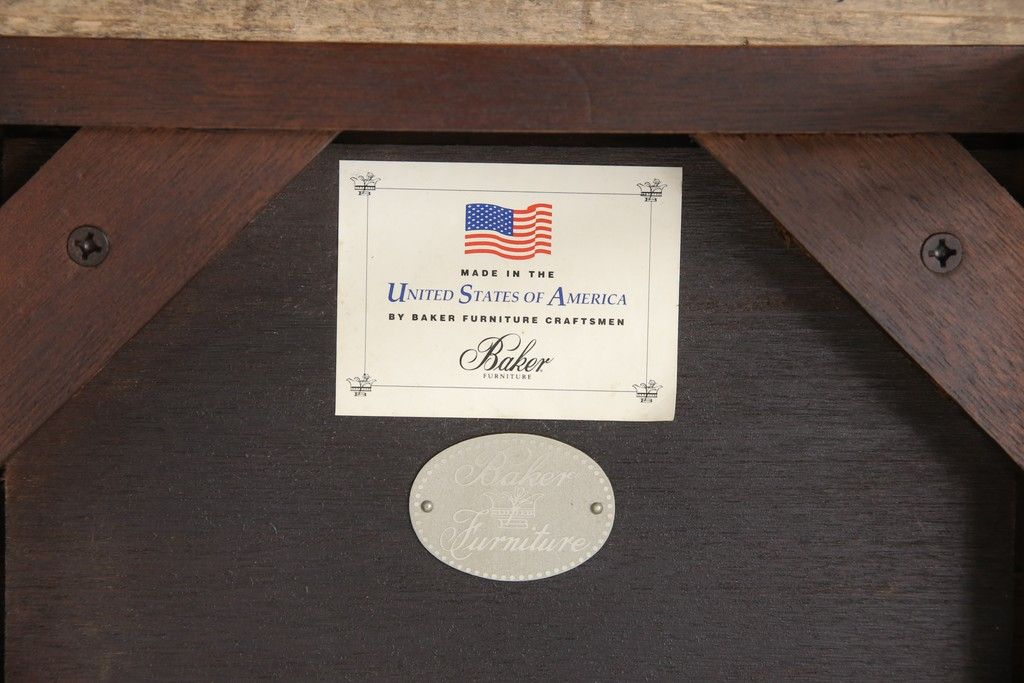 MADE IN THE
UNITED STATES OF AMERICA
BY BAKER FURNITURE CRAFTSMEN
Baker
FURNITURE
Baker
Furniture